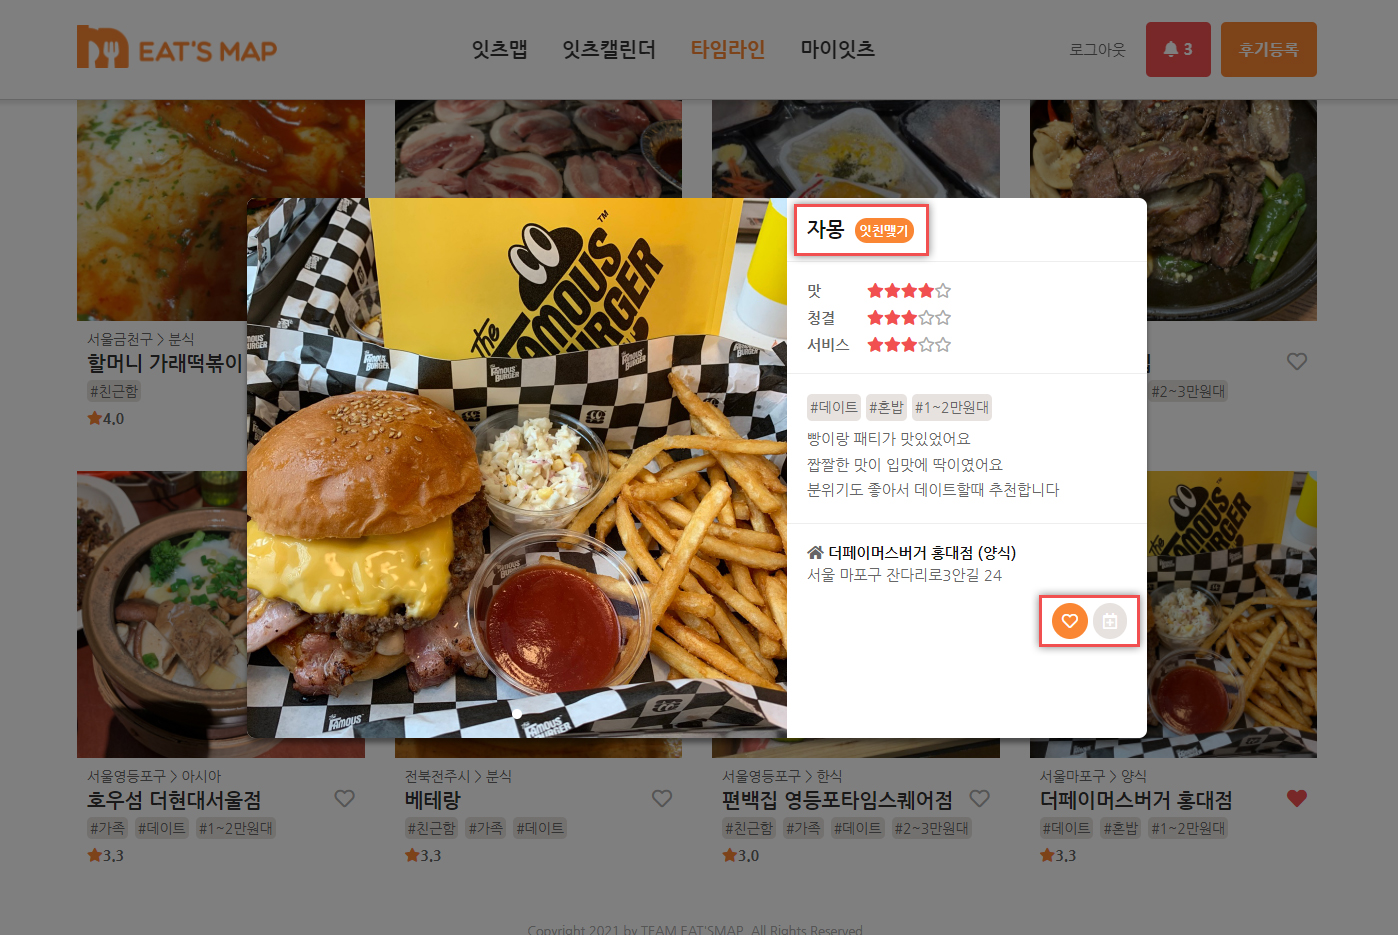 EAT'S MAP
잇츠맵 잇츠캘린더 타임라인 마이잇츠
로그아웃 3 후기등록
서울금천구 > 분식
할머니 가래떡볶이
#친근함
4.0
#2~3만원대
the
FAMOUS
BURGER
TM
자몽 잇친맺기
맛
청결
서비스
#데이트 #혼밥 #1~2만원대
빵이랑 패티가 맛있었어요
짭짤한 맛이 입맛에 딱이였어요
분위기도 좋아서 데이트할때 추천합니다
더페이머스버거 홍대점 (양식)
서울 마포구 잔다리로3안길 24
서울영등포구 > 아시아
호우섬 더현대서울점
#가족 #데이트 #1~2만원대
3.3
전북전주시 > 분식
베테랑
#친근함 #가족 #데이트
3.3
서울영등포구 > 한식
편백집 영등포타임스퀘어점
#친근함 #가족 #데이트 #2~3만원대
3.0
서울마포구 > 양식
더페이머스버거 홍대점
#데이트 #혼밥 #1~2만원대
3.3
Copyright 2021 by TEAM EAT'SMAP. All Rights Reserved